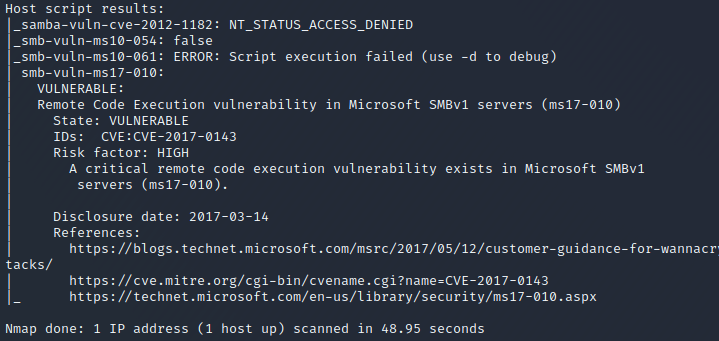 Host script results:
|_samba-vuln-cve-2012-1182: NT_STATUS_ACCESS_DENIED
|_smb-vuln-ms10-054: false
|_smb-vuln-ms10-061: ERROR: Script execution failed (use -d to debug)
| smb-vuln-ms17-010:
|   VULNERABLE:
|   Remote Code Execution vulnerability in Microsoft SMBv1 servers (ms17-010)
|     State: VULNERABLE
|     IDs:  CVE:CVE-2017-0143
|     Risk factor: HIGH
|       A critical remote code execution vulnerability exists in Microsoft SMBv1
|        servers (ms17-010).
|
|     Disclosure date: 2017-03-14
|     References:
|       https://blogs.technet.microsoft.com/msrc/2017/05/12/customer-guidance-for-wannacry
tacks/
|       https://cve.mitre.org/cgi-bin/cvename.cgi?name=CVE-2017-0143
|_      https://technet.microsoft.com/en-us/library/security/ms17-010.aspx
Nmap done: 1 IP address (1 host up) scanned in 48.95 seconds